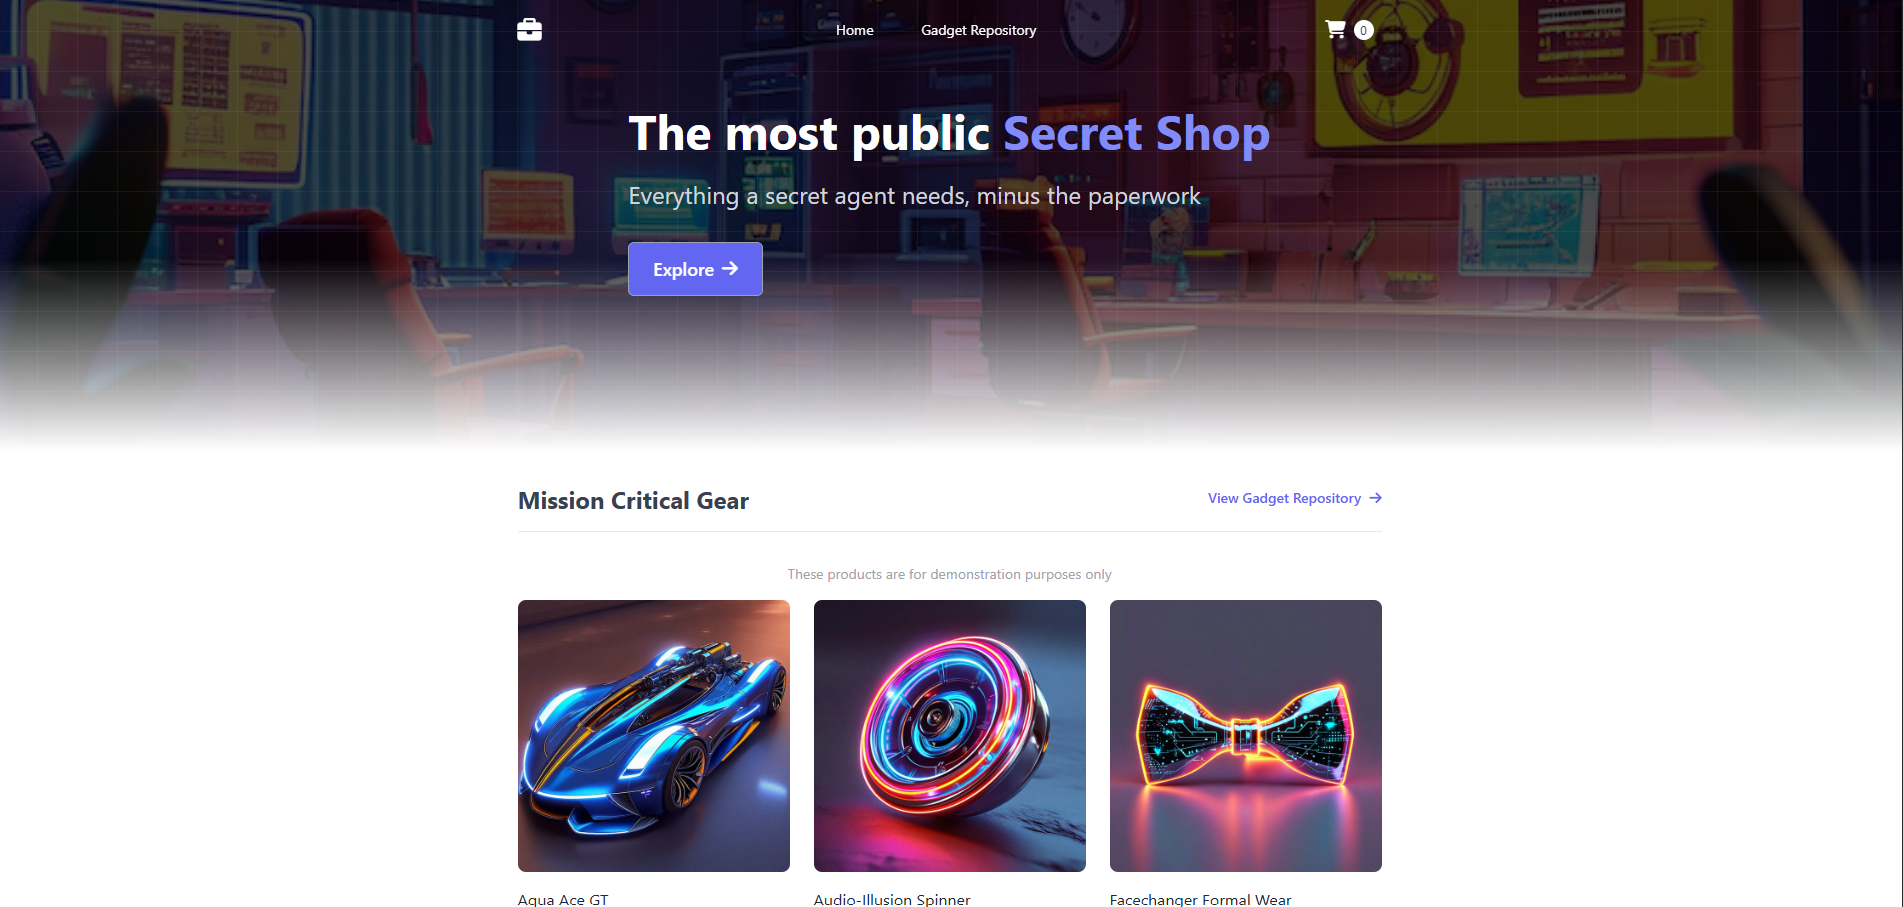 Home
Gadget Repository
0
The most public Secret Shop
Everything a secret agent needs, minus the paperwork
Explore
Mission Critical Gear
View Gadget Repository
These products are for demonstration purposes only
Aqua Ace GT
Audio-Illusion Spinner
Facechanger Formal Wear